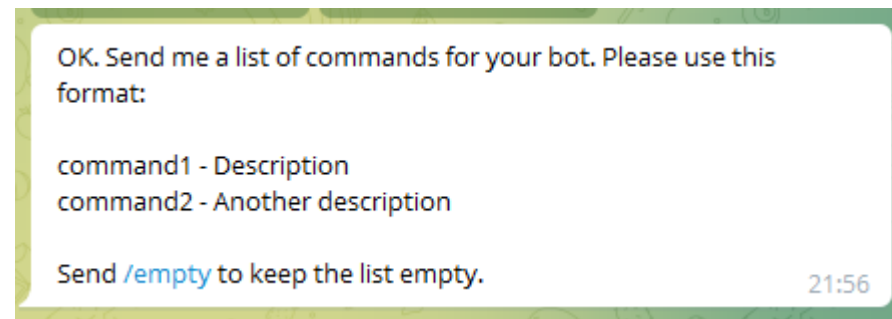 OK. Send me a list of commands for your bot. Please use this
format:
command1 - Description
command2 - Another description
Send /empty to keep the list empty.
21:56